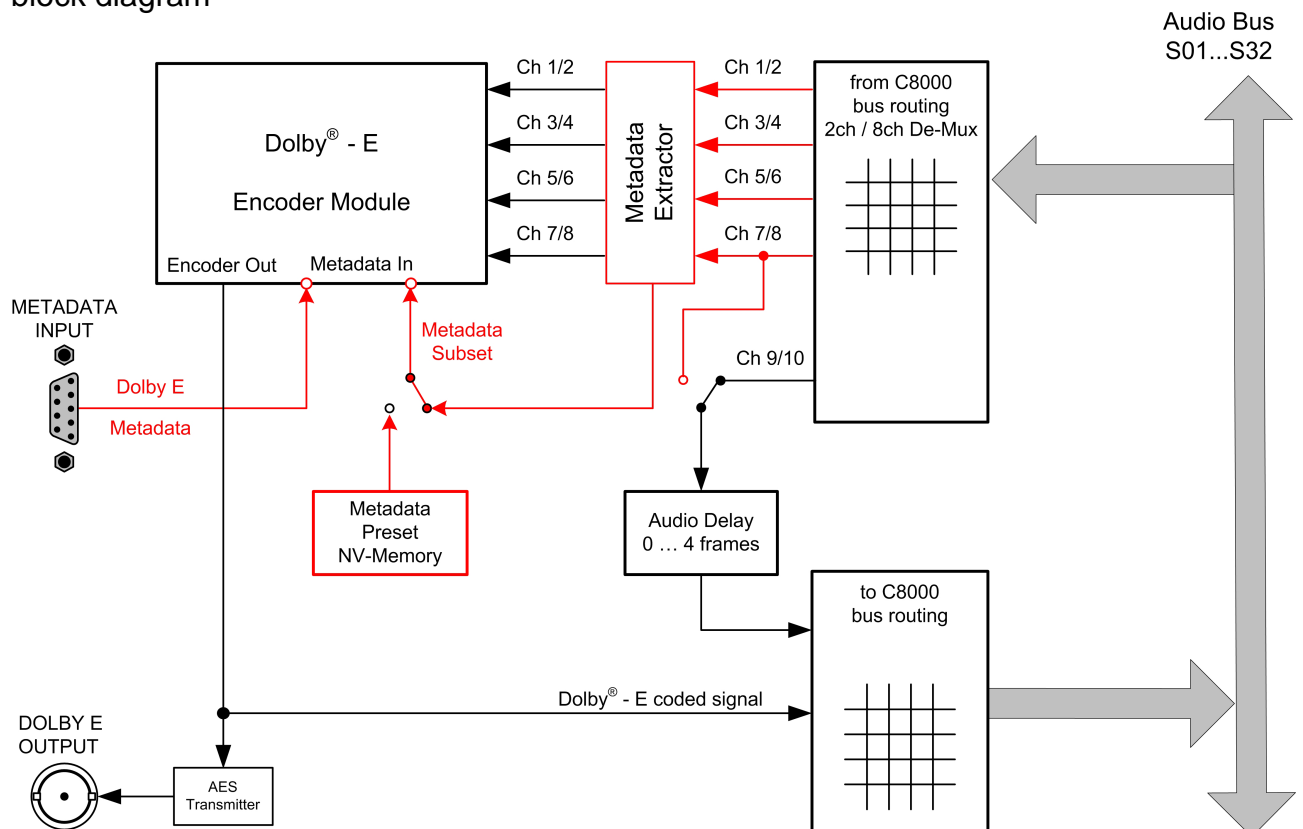 block diagram
Audio Bus
S01...S32
Dolby® - E
Encoder Module
Encoder Out
Metadata In
Ch 1/2
Ch 3/4
Ch 5/6
Ch 7/8
Metadata
Extractor
Ch 1/2
Ch 3/4
Ch 5/6
Ch 7/8
from C8000
bus routing
2ch / 8ch De-Mux
METADATA
INPUT
Dolby E
Metadata
Metadata
Subset
Ch 9/10
Metadata
Preset
NV-Memory
Audio Delay
0 … 4 frames
to C8000
bus routing
Dolby® - E coded signal
DOLBY E
OUTPUT
AES
Transmitter